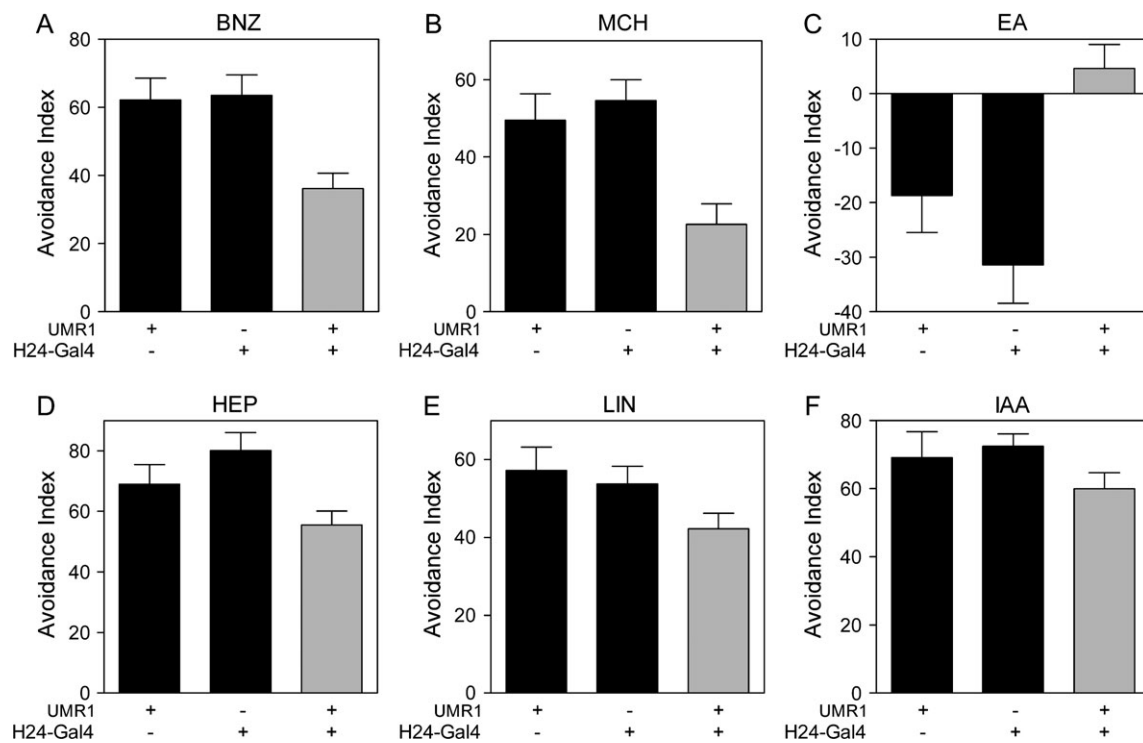 A BNZ
80
60
40
20
0
Avoidance Index
UMR1 + - +
H24-Gal4 - + +
B MCH
60
40
20
0
Avoidance Index
UMR1 + - +
H24-Gal4 - + +
C EA
10
0
-10
-20
-30
-40
Avoidance Index
UMR1 + - +
H24-Gal4 - + +
D HEP
80
60
40
20
0
Avoidance Index
UMR1 + - +
H24-Gal4 - + +
E LIN
60
40
20
0
Avoidance Index
UMR1 + - +
H24-Gal4 - + +
F IAA
80
60
40
20
0
Avoidance Index
UMR1 + - +
H24-Gal4 - + +